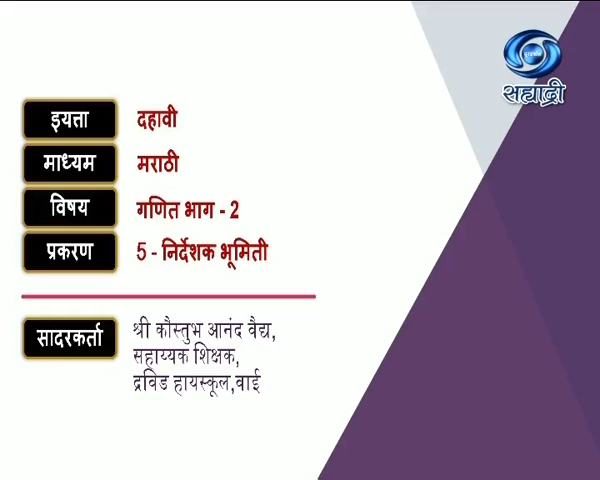 सह्याद्री
इयत्ता दहावी
माध्यम मराठी
विषय गणित भाग - 2
प्रकरण 5 - निर्देशक भूमिती
सादरकर्ता श्री कौस्तुभ आनंद वैद्य,
सहाय्यक शिक्षक,
द्रविड हायस्कूल,वाई